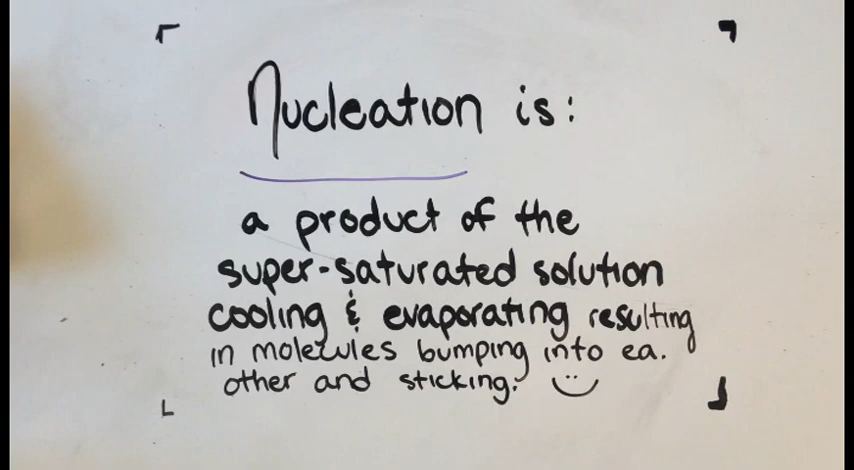 Nucleation is:
a product of the
super-saturated solution
cooling & evaporating resulting
in molecules bumping into ea.
other and sticking.